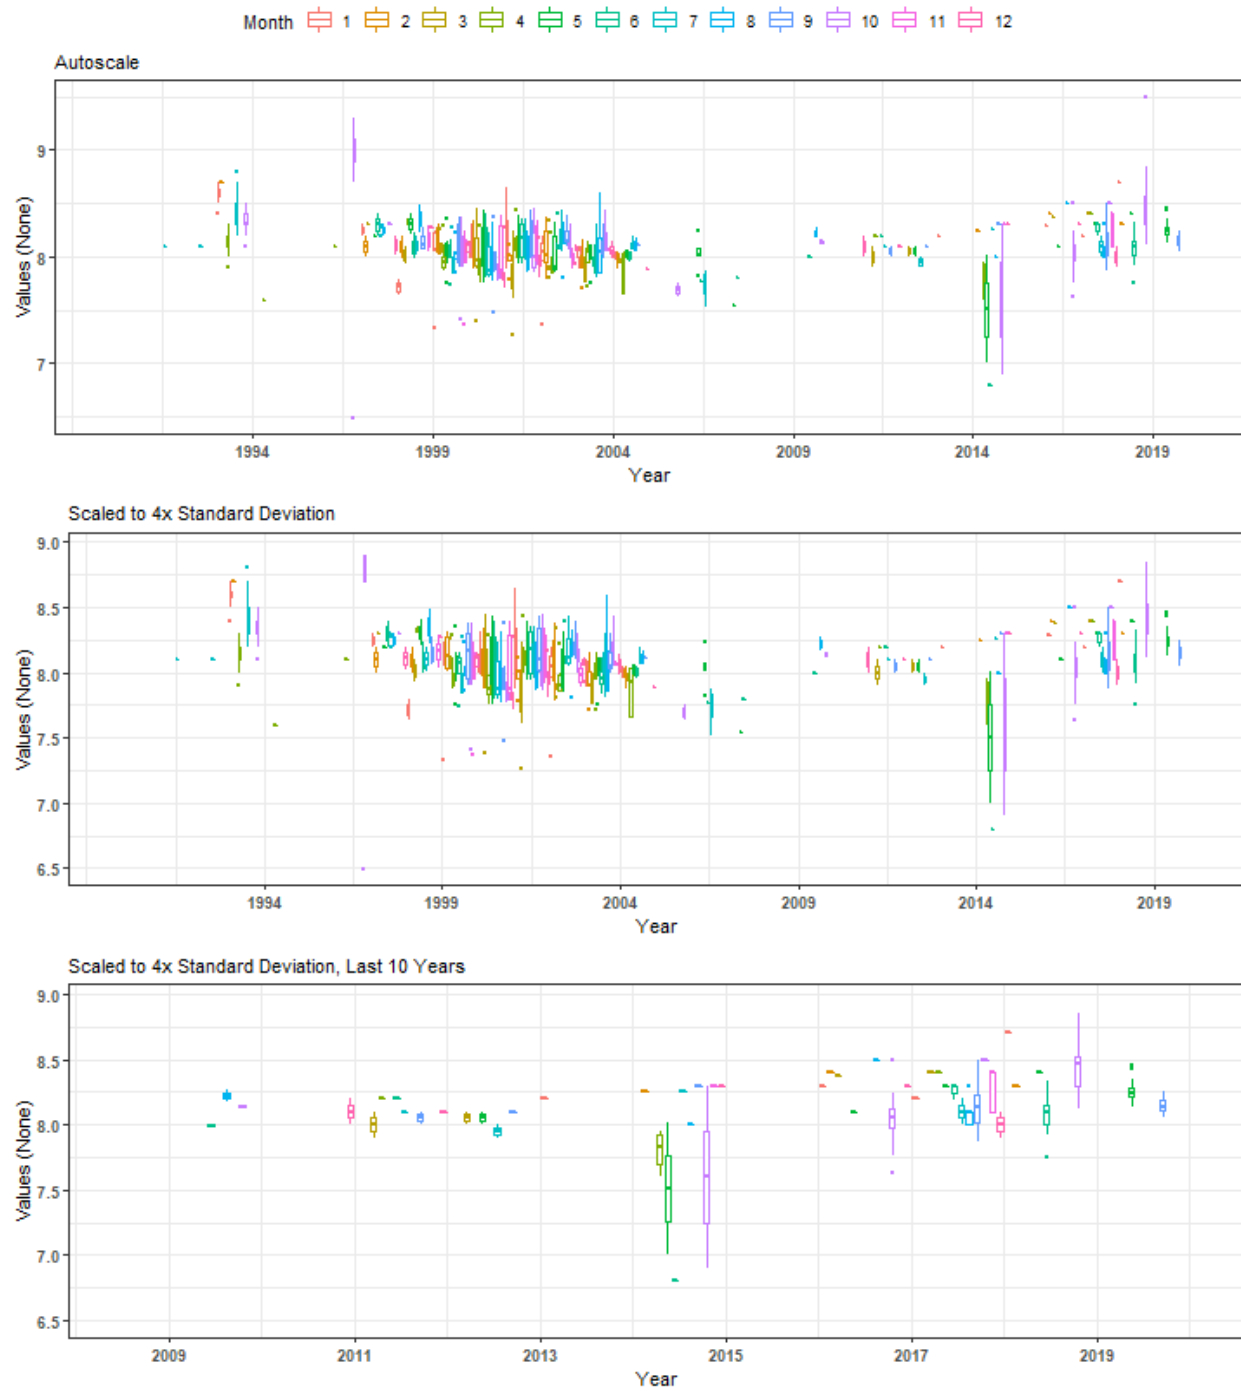 Month 1 2 3 4 5 6 7 8 9 10 11 12
Autoscale
9
8
7
Values (None)
1994 1999 2004 2009 2014 2019
Year
Scaled to 4x Standard Deviation
9.0
8.5
8.0
7.5
7.0
6.5
Values (None)
1994 1999 2004 2009 2014 2019
Year
Scaled to 4x Standard Deviation, Last 10 Years
9.0
8.5
8.0
7.5
7.0
6.5
Values (None)
2009 2011 2013 2015 2017 2019
Year